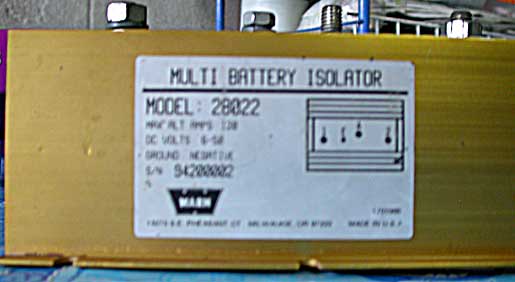 MULTI BATTERY ISOLATOR
MODEL: 28022
MAX ALT AMPS 120
DC VOLTS 6-50
GROUND NEGATIVE
S/N 94200002
WARN
MADE IN U.S.A